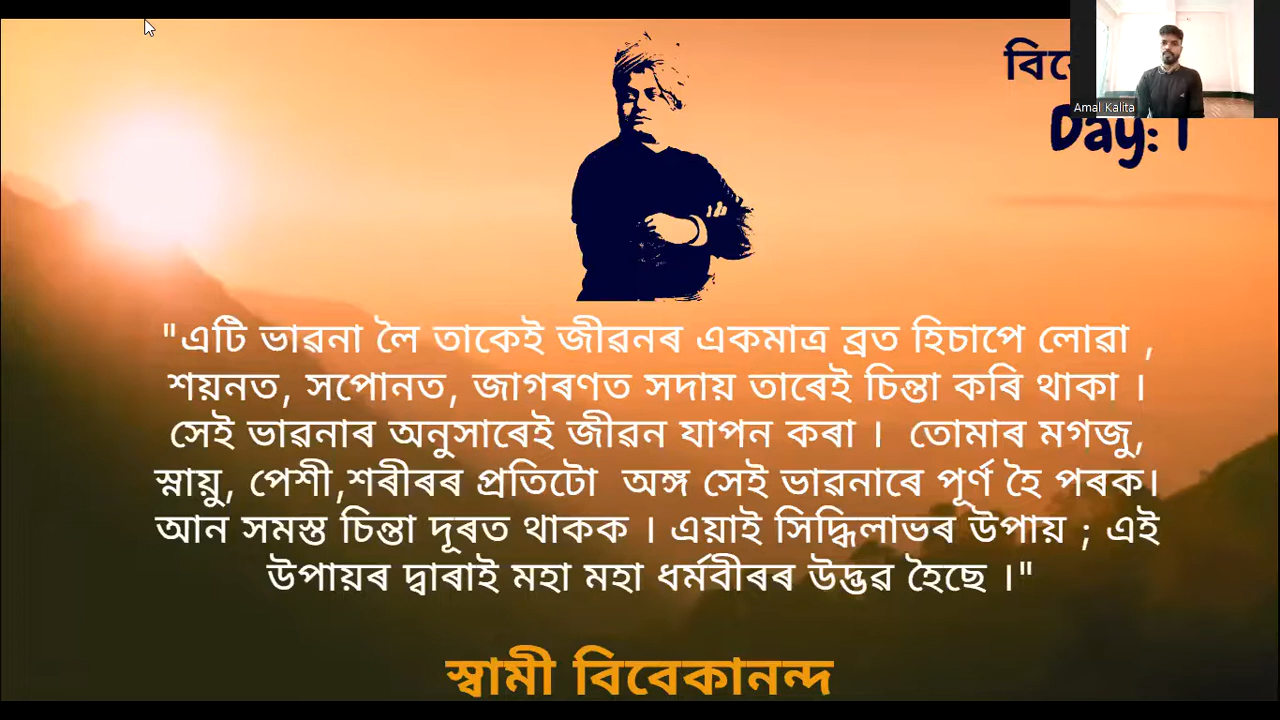 Amal Kalita
Day: 1
"এটি ভাৱনা লৈ তাকেই জীৱনৰ একমাত্ৰ ব্ৰত হিচাপে লোৱা ,
শয়নত, সপোনত, জাগৰণত সদায় তাৰেই চিন্তা কৰি থাকা ।
সেই ভাৱনাৰ অনুসাৰেই জীৱন যাপন কৰা । তোমাৰ মগজু,
স্নায়ু, পেশী,শৰীৰৰ প্ৰতিটো অঙ্গ সেই ভাৱনাৰে পূৰ্ণ হৈ পৰক।
আন সমস্ত চিন্তা দূৰত থাকক । এয়াই সিদ্ধিলাভৰ উপায় ; এই
উপায়ৰ দ্বাৰাই মহা মহা ধৰ্মবীৰৰ উদ্ভৱ হৈছে ।"
স্বামী বিবেকানন্দ